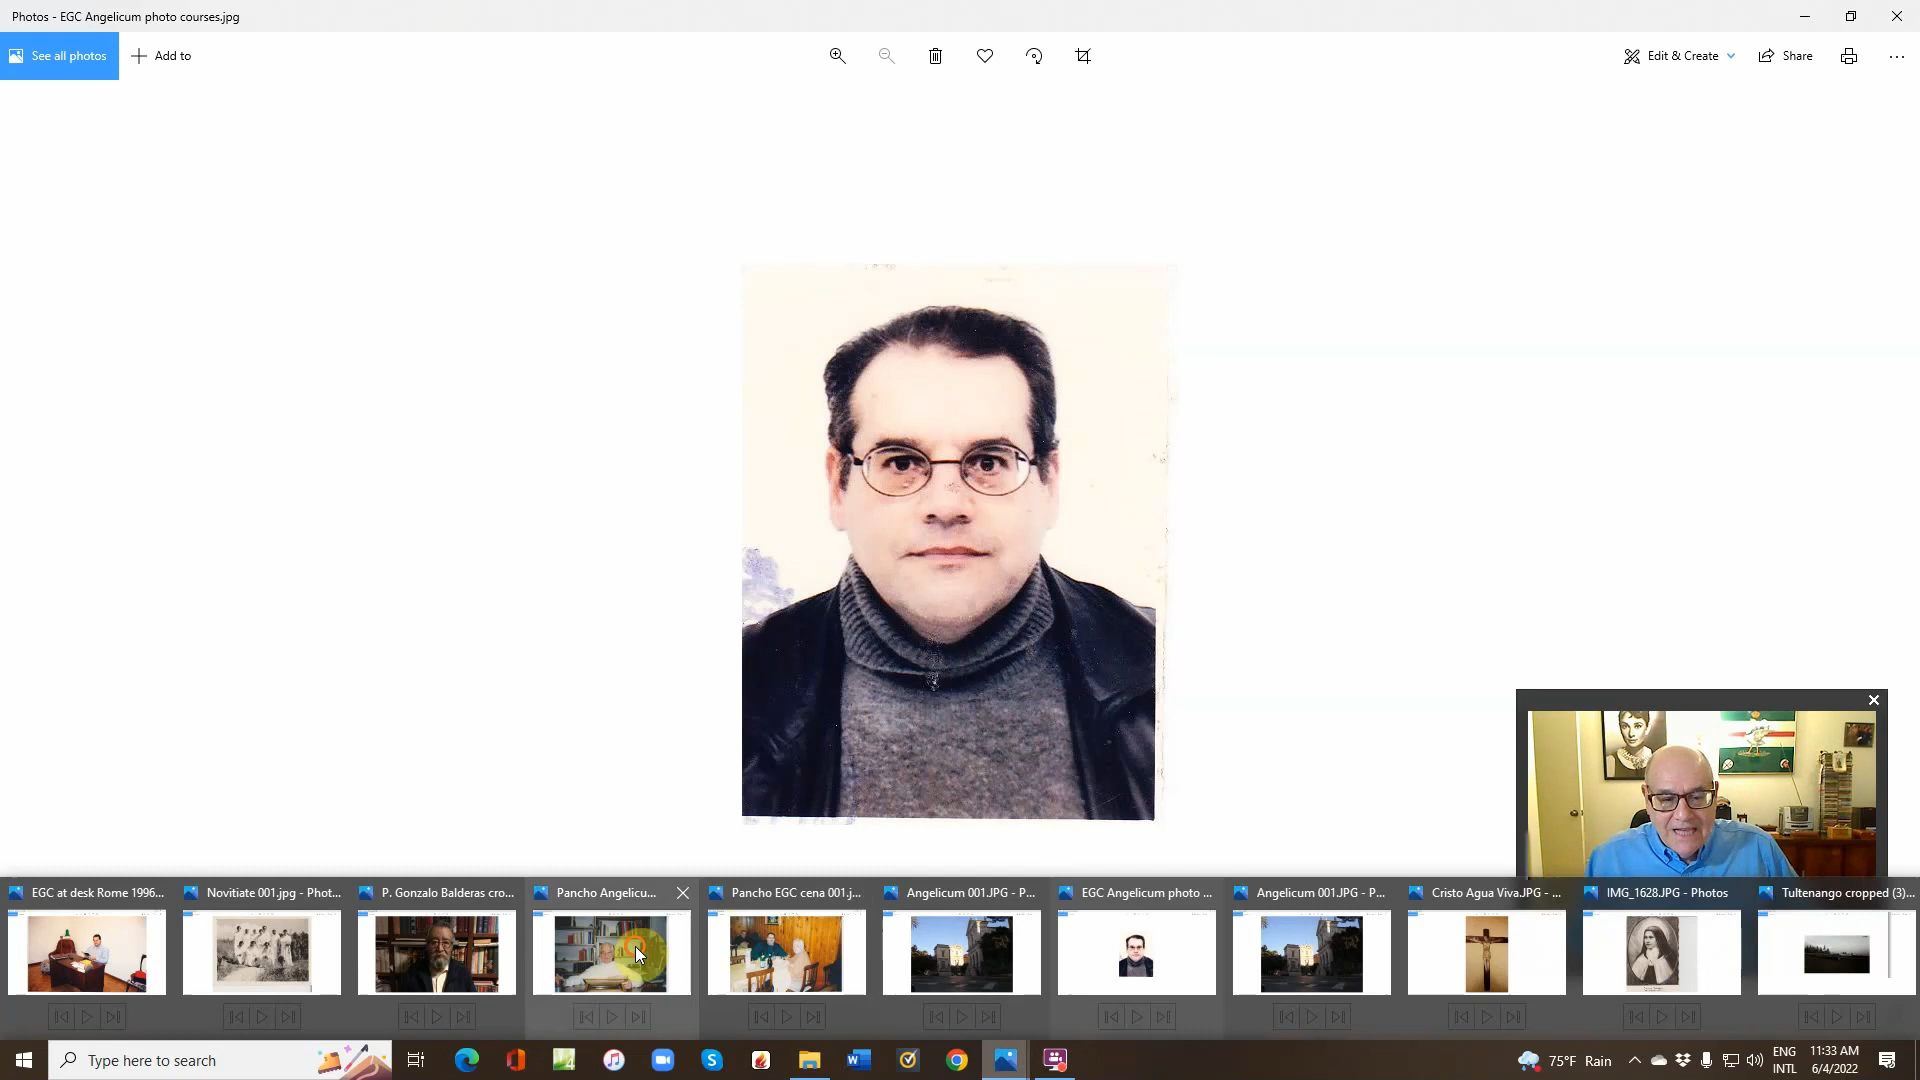 Photos - EGC Angelicum photo courses.jpg
See all photos
Add to
Edit & Create
Share
EGC at desk Rome 1996...
Novitiate 001.jpg - Phot...
P. Gonzalo Balderas cro...
Pancho Angelicu...
Pancho EGC cena 001.j...
Angelicum 001.JPG - P...
EGC Angelicum photo ...
Angelicum 001.JPG - P...
Cristo Agua Viva.JPG - ...
IMG_1628.JPG - Photos
Tultenango cropped (3)...
Type here to search
75°F Rain
ENG
INTL
11:33 AM
6/4/2022